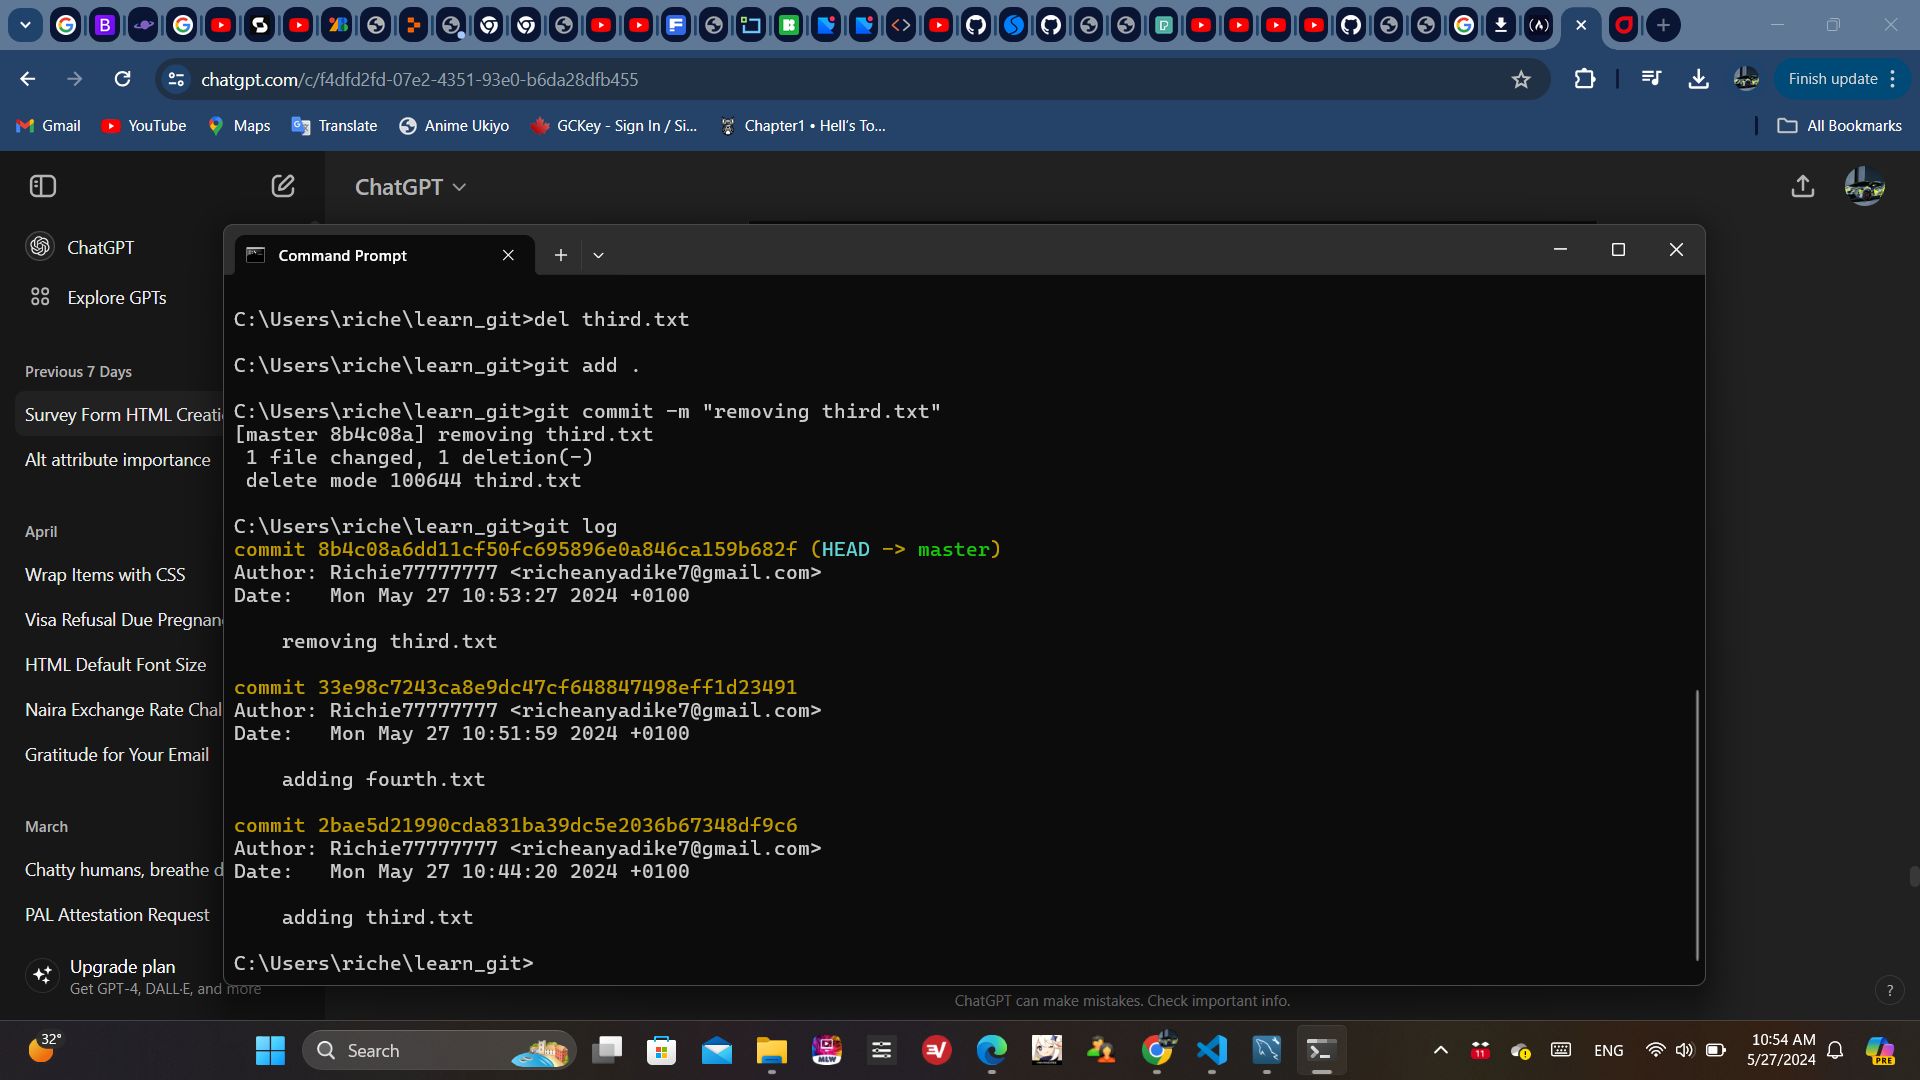 chatgpt.com/c/f4dfd2fd-07e2-4351-93e0-b6da28dfb455
Finish update
Gmail
YouTube
Maps
Translate
Anime Ukiyo
GCKey - Sign In / Si...
Chapter1 • Hell's To...
All Bookmarks
ChatGPT
ChatGPT
Explore GPTs
Previous 7 Days
Survey Form HTML Creati
Alt attribute importance
April
Wrap Items with CSS
Visa Refusal Due Pregnan
HTML Default Font Size
Naira Exchange Rate Chal
Gratitude for Your Email
March
Chatty humans, breathe d
PAL Attestation Request
Upgrade plan
Get GPT-4, DALL·E, and more
Command Prompt
C:\Users\riche\learn_git>del third.txt
C:\Users\riche\learn_git>git add .
C:\Users\riche\learn_git>git commit -m "removing third.txt"
[master 8b4c08a] removing third.txt
1 file changed, 1 deletion(-)
delete mode 100644 third.txt
C:\Users\riche\learn_git>git log
commit 8b4c08a6dd11cf50fc695896e0a846ca159b682f (HEAD -> master)
Author: Richie77777777 <richeanyadike7@gmail.com>
Date:   Mon May 27 10:53:27 2024 +0100
removing third.txt
commit 33e98c7243ca8e9dc47cf648847498eff1d23491
Author: Richie77777777 <richeanyadike7@gmail.com>
Date:   Mon May 27 10:51:59 2024 +0100
adding fourth.txt
commit 2bae5d21990cda831ba39dc5e2036b67348df9c6
Author: Richie77777777 <richeanyadike7@gmail.com>
Date:   Mon May 27 10:44:20 2024 +0100
adding third.txt
C:\Users\riche\learn_git>
ChatGPT can make mistakes. Check important info.
?
32°
Search
MLW
11
ENG
10:54 AM
5/27/2024
PRE